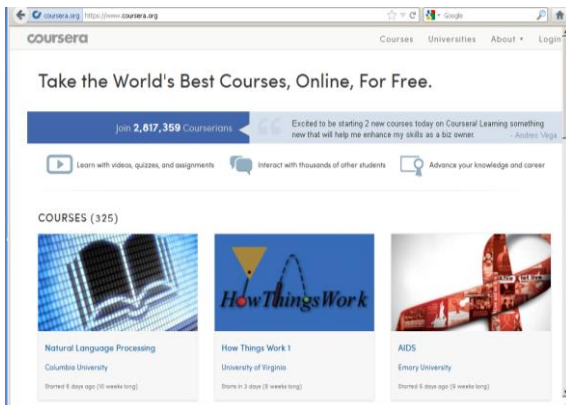 coursera.org https://www.coursera.org Google
coursera Courses Universities About Login
Take the World's Best Courses, Online, For Free.
Join 2,617,359 Courserians
Excited to be starting 2 new courses today on Coursera! Learning something
new that will help me enhance my skills as a biz owner. - Andres Vega
Learn with videos, quizzes, and assignments Interact with thousands of other students Advance your knowledge and career
COURSES (325)
How Things Work
Natural Language Processing How Things Work 1 AIDS
Columbia University University of Virginia Emory University
Started 6 days ago (10 weeks long) Starts in 3 days (8 weeks long) Started 6 days ago (9 weeks long)